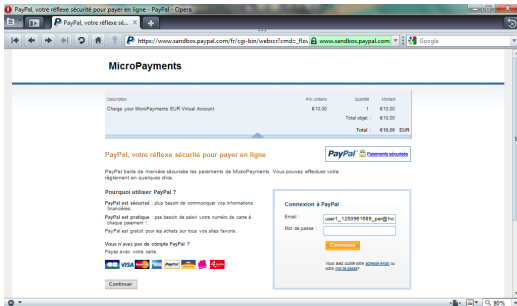 PayPal, votre réflexe sécurité pour payer en ligne - PayPal - Opera
PayPal, votre réflexe sé...
https://www.sandbox.paypal.com/fr/cgi-bin/webscr?cmd=_flow
www.sandbox.paypal.com
Google
MicroPayments
Description Prix unitaire Quantité Montant
Charge your MicroPayments EUR Virtual Account €10,00 1 €10,00
Total objet : €10,00
Total : €10,00 EUR
PayPal, votre réflexe sécurité pour payer en ligne
PayPal Paiements sécurisés
PayPal traite de manière sécurisée les paiements de MicroPayments. Vous pouvez effectuer votre
règlement en quelques clics.
Pourquoi utiliser PayPal ?
PayPal est sécurisé : plus besoin de communiquer vos informations
financières.
PayPal est pratique : pas besoin de saisir votre numéro de carte à
chaque paiement !
PayPal est gratuit pour les achats sur tous vos sites favoris.
Vous n'avez pas de compte PayPal ?
Payez avec votre carte
VISA
PayPal
Continuer
Connexion à PayPal
Email :
Mot de passe :
Connexion
Vous avez oublié votre adresse email ou
votre mot de passe?
80%